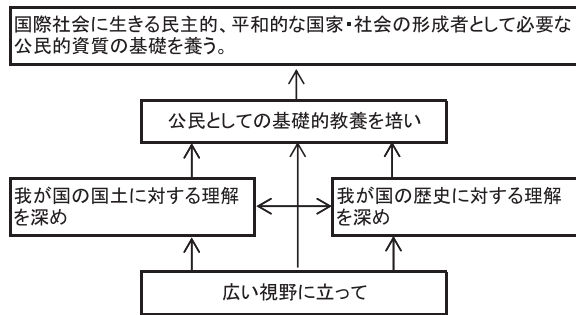 国際社会に生きる民主的、平和的な国家・社会の形成者として必要な
公民的資質の基礎を養う。
公民としての基礎的教養を培い
我が国の国土に対する理解
を深め
我が国の歴史に対する理解
を深め
広い視野に立って